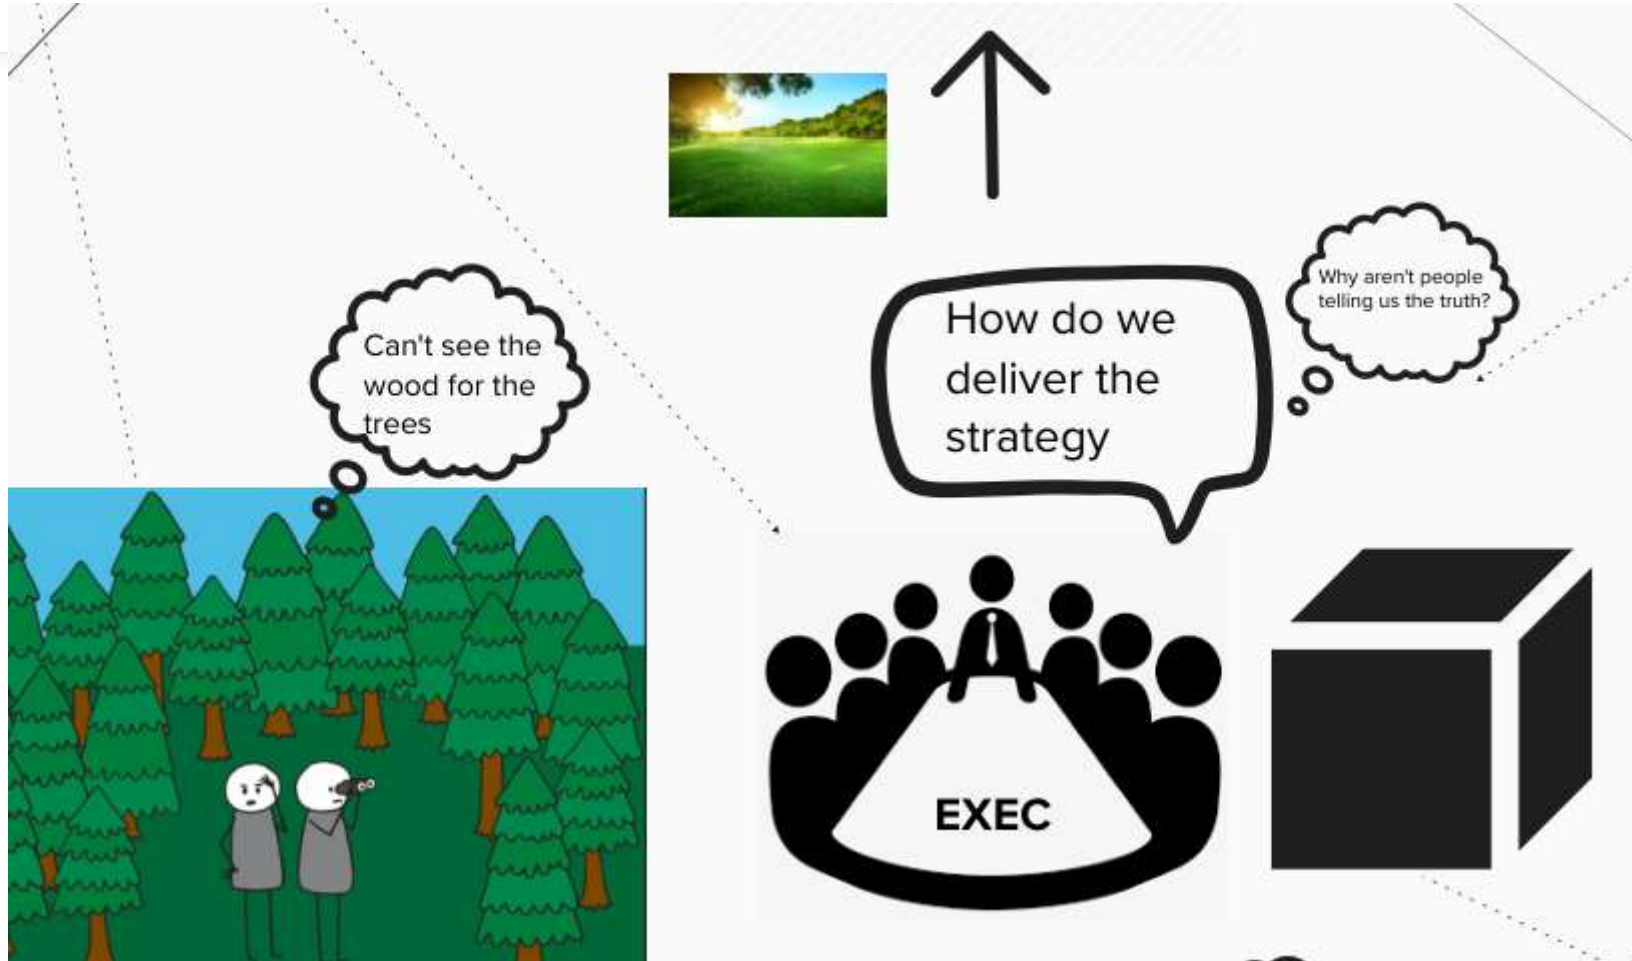 Can't see the
wood for the
trees
How do we
deliver the
strategy
Why aren't people
telling us the truth?
EXEC